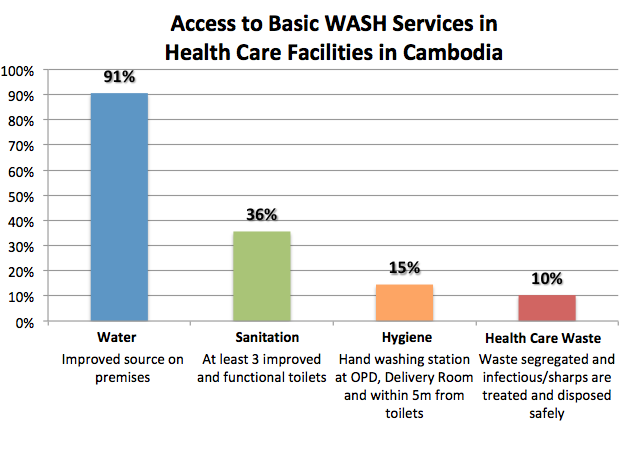 Access to Basic WASH Services in
Health Care Facilities in Cambodia
100%
90%
80%
70%
60%
50%
40%
30%
20%
10%
0%
91%
36%
15%
10%
Water
Improved source on
premises
Sanitation
At least 3 improved
and functional toilets
Hygiene
Hand washing station
at OPD, Delivery Room
and within 5m from
toilets
Health Care Waste
Waste segregated and
infectious/sharps are
treated and disposed
safely